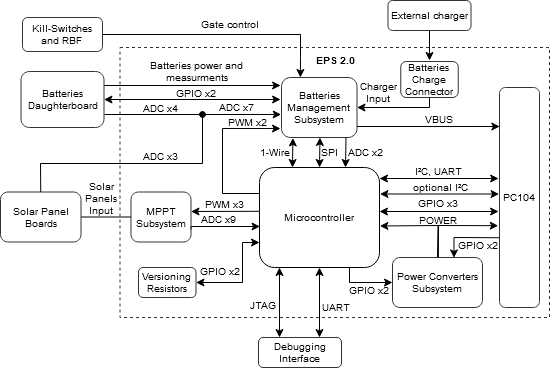 Kill-Switches
and RBF
Gate control
External charger
EPS 2.0
Batteries
Daughterboard
Batteries power and
measurments
GPIO x2
ADC x4
ADC x7
PWM x2
Batteries
Management
Subsystem
Charger
Input
Batteries
Charge
Connector
VBUS
1-Wire
SPI
ADC x2
ADC x3
Solar Panel
Boards
Solar
Panels
Input
MPPT
Subsystem
PWM x3
ADC x9
Microcontroller
I²C, UART
optional I²C
GPIO x3
POWER
PC104
GPIO x2
Versioning
Resistors
GPIO x2
GPIO x2
Power Converters
Subsystem
JTAG
UART
Debugging
Interface